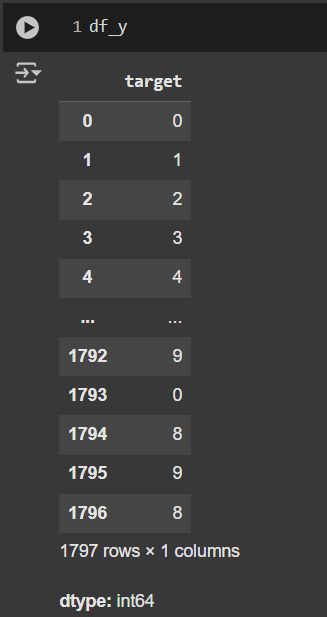 1 df_y
target
0 0
1 1
2 2
3 3
4 4
... ...
1792 9
1793 0
1794 8
1795 9
1796 8
1797 rows × 1 columns
dtype: int64